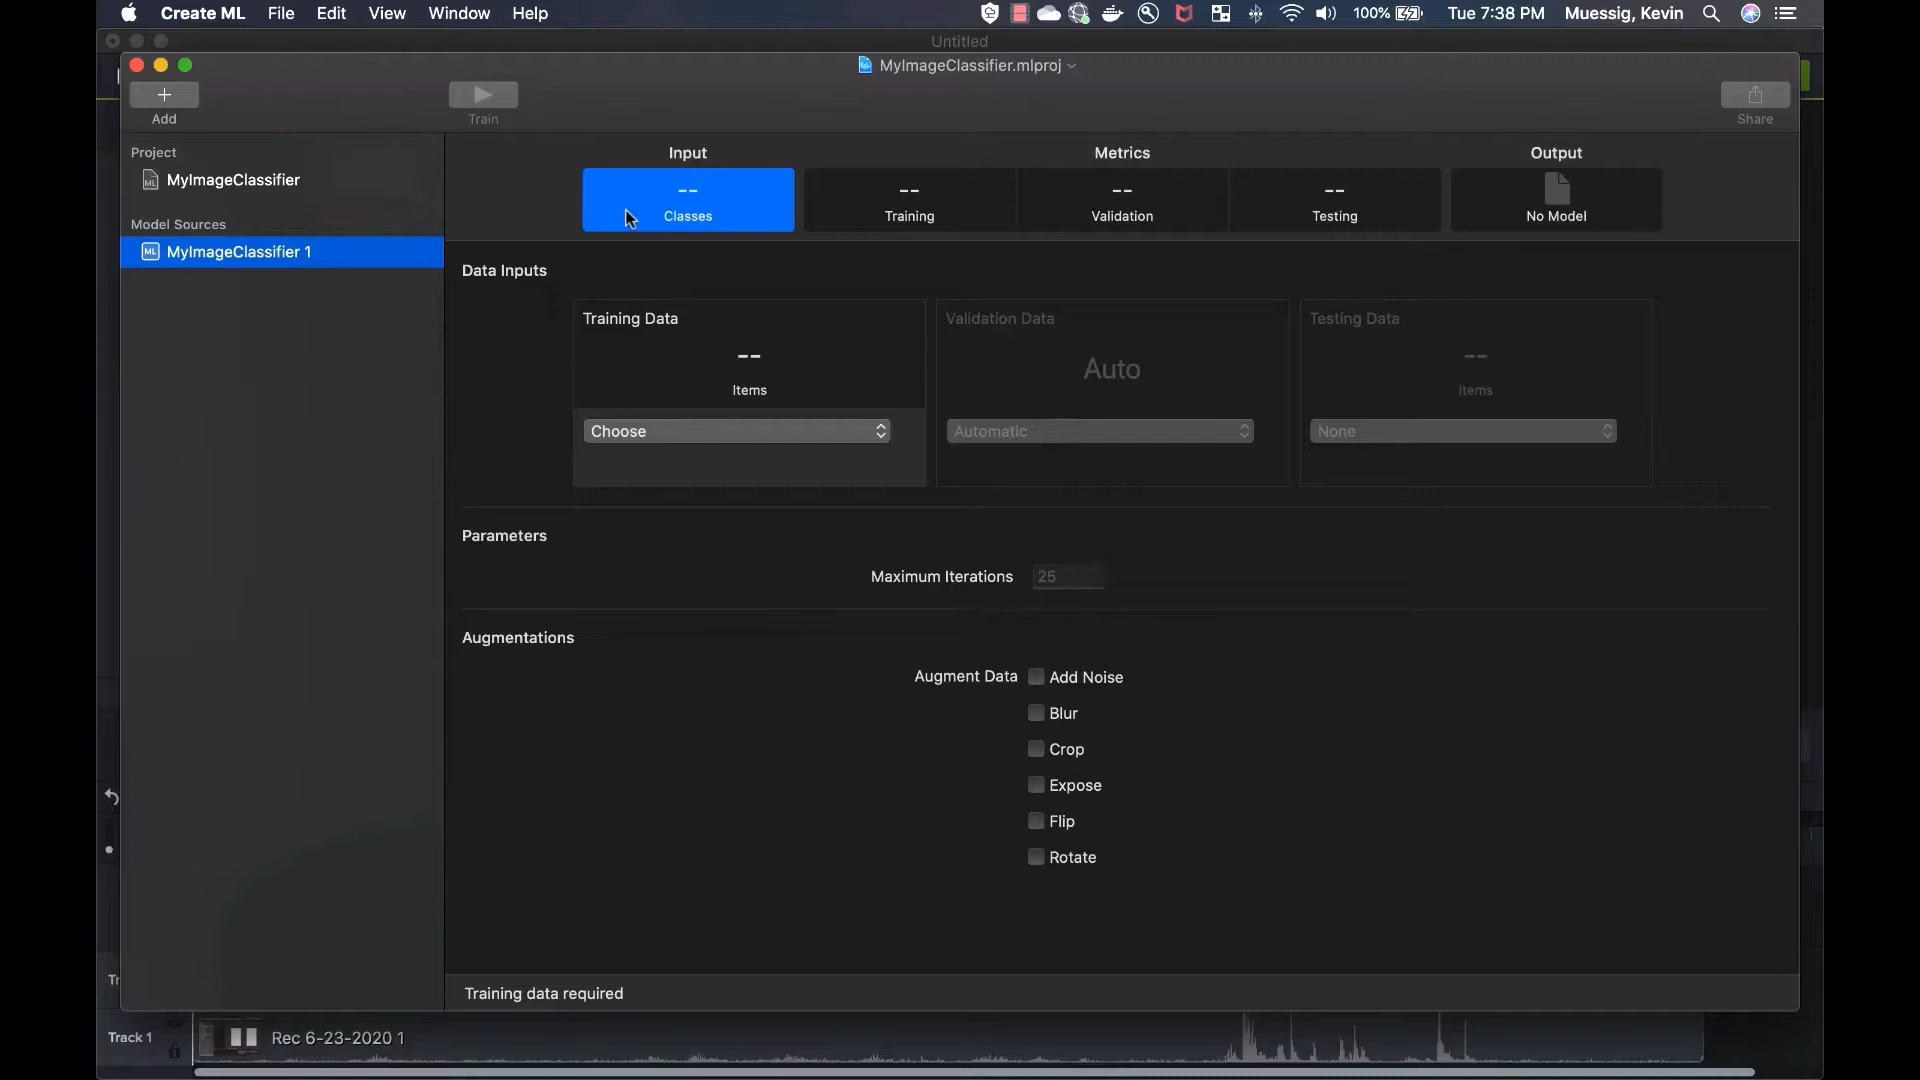 Create ML File Edit View Window Help 100% Tue 7:38 PM Muessig, Kevin
Untitled
MyImageClassifier.mlproj
Add Train Share
Project
MyImageClassifier
Model Sources
ML MyImageClassifier 1
Input Metrics Output
-- -- -- --
Classes Training Validation Testing No Model
Data Inputs
Training Data Validation Data Testing Data
-- Auto --
Items Items
Choose Automatic None
Parameters
Maximum Iterations 25
Augmentations
Augment Data Add Noise
Blur
Crop
Expose
Flip
Rotate
Tr
Training data required
Track 1 Rec 6-23-2020 1